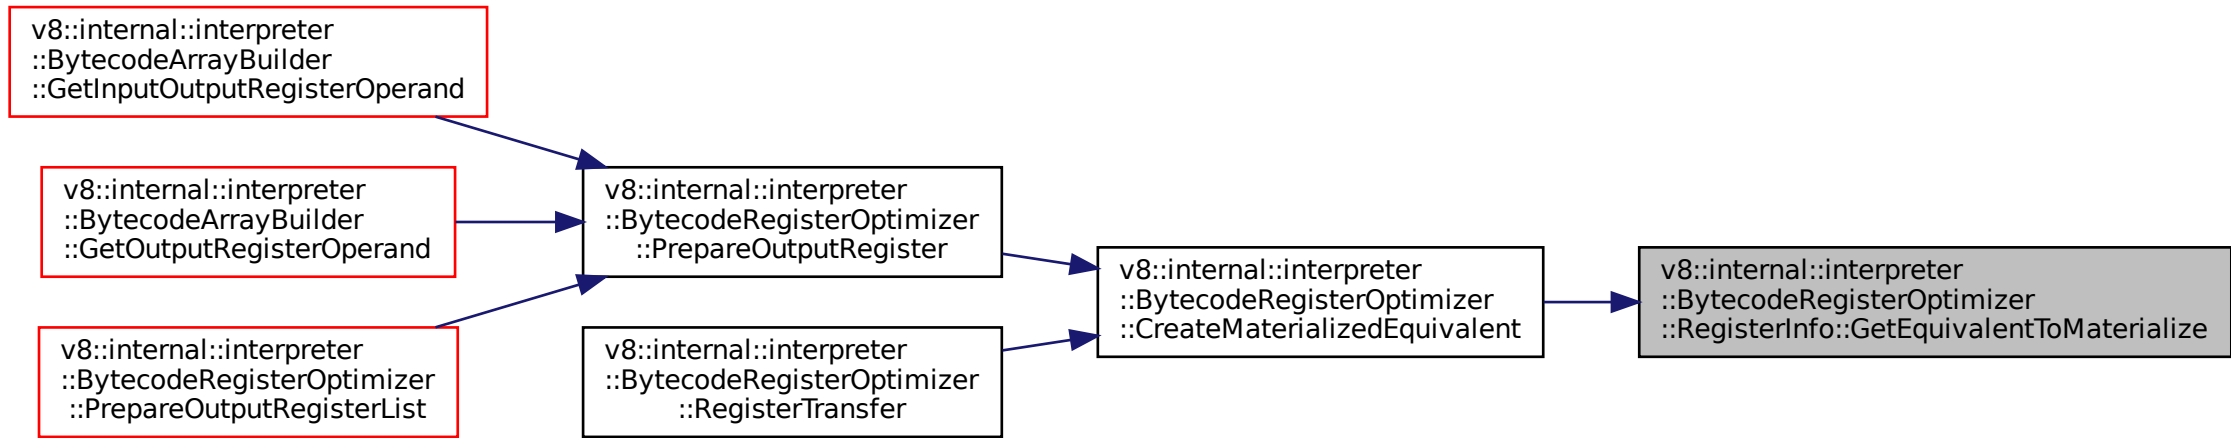 v8::internal::interpreter
::BytecodeArrayBuilder
::GetInputOutputRegisterOperand
v8::internal::interpreter
::BytecodeArrayBuilder
::GetOutputRegisterOperand
v8::internal::interpreter
::BytecodeRegisterOptimizer
::PrepareOutputRegisterList
v8::internal::interpreter
::BytecodeRegisterOptimizer
::PrepareOutputRegister
v8::internal::interpreter
::BytecodeRegisterOptimizer
::RegisterTransfer
v8::internal::interpreter
::BytecodeRegisterOptimizer
::CreateMaterializedEquivalent
v8::internal::interpreter
::BytecodeRegisterOptimizer
::RegisterInfo::GetEquivalentToMaterialize